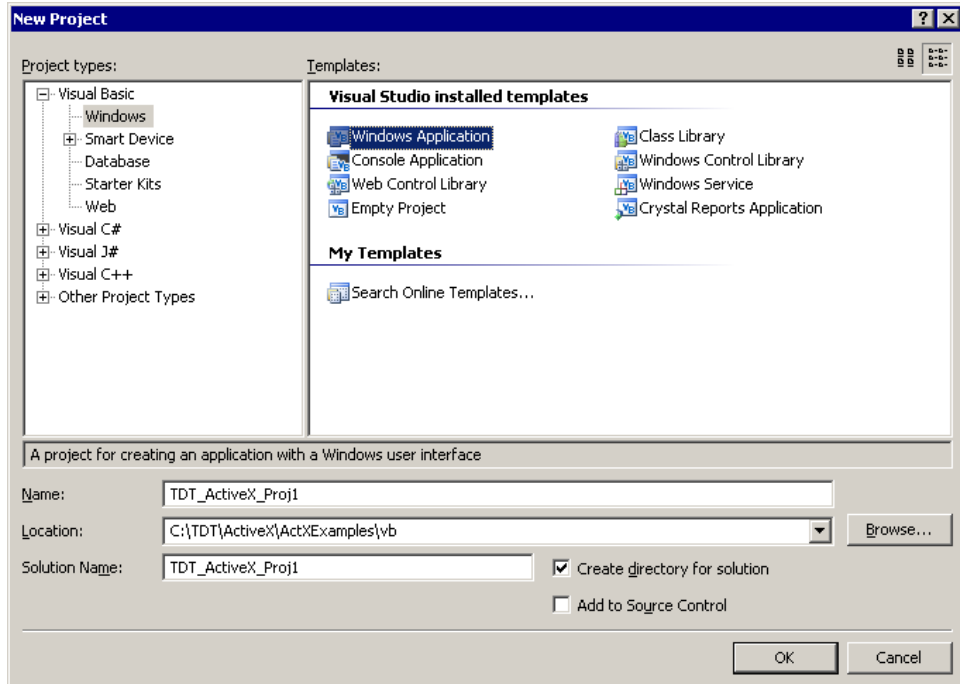 New Project
Project types:
Templates:
Visual Basic
Windows
Smart Device
Database
Starter Kits
Web
Visual C#
Visual J#
Visual C++
Other Project Types
Visual Studio installed templates
Windows Application
Class Library
Console Application
Windows Control Library
Web Control Library
Windows Service
Empty Project
Crystal Reports Application
My Templates
Search Online Templates...
A project for creating an application with a Windows user interface
Name:
TDT_ActiveX_Proj1
Location:
C:\TDT\ActiveX\ActXExamples\vb
Browse...
Solution Name:
TDT_ActiveX_Proj1
Create directory for solution
Add to Source Control
OK
Cancel